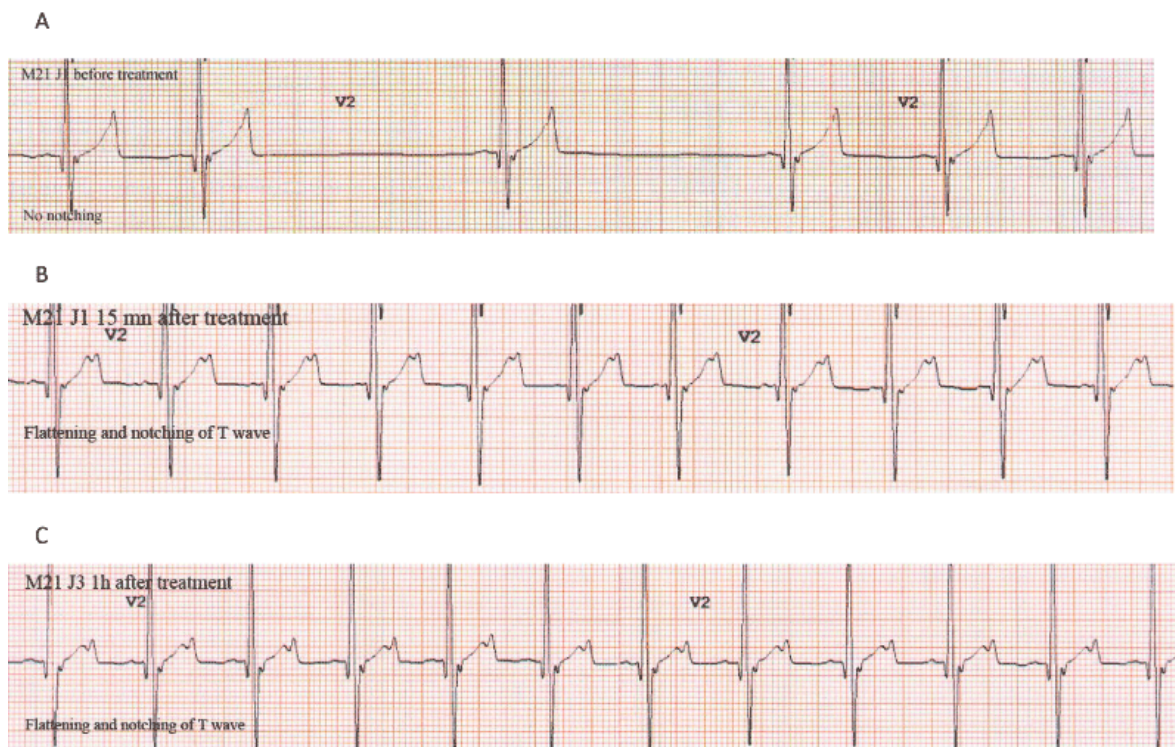 A
M21 J1 before treatment
V2 V2
No notching
B
M21 J1 15 mn after treatment
V2 V2
Flattening and notching of T wave
C
M21 J3 1h after treatment
V2 V2
Flattening and notching of T wave